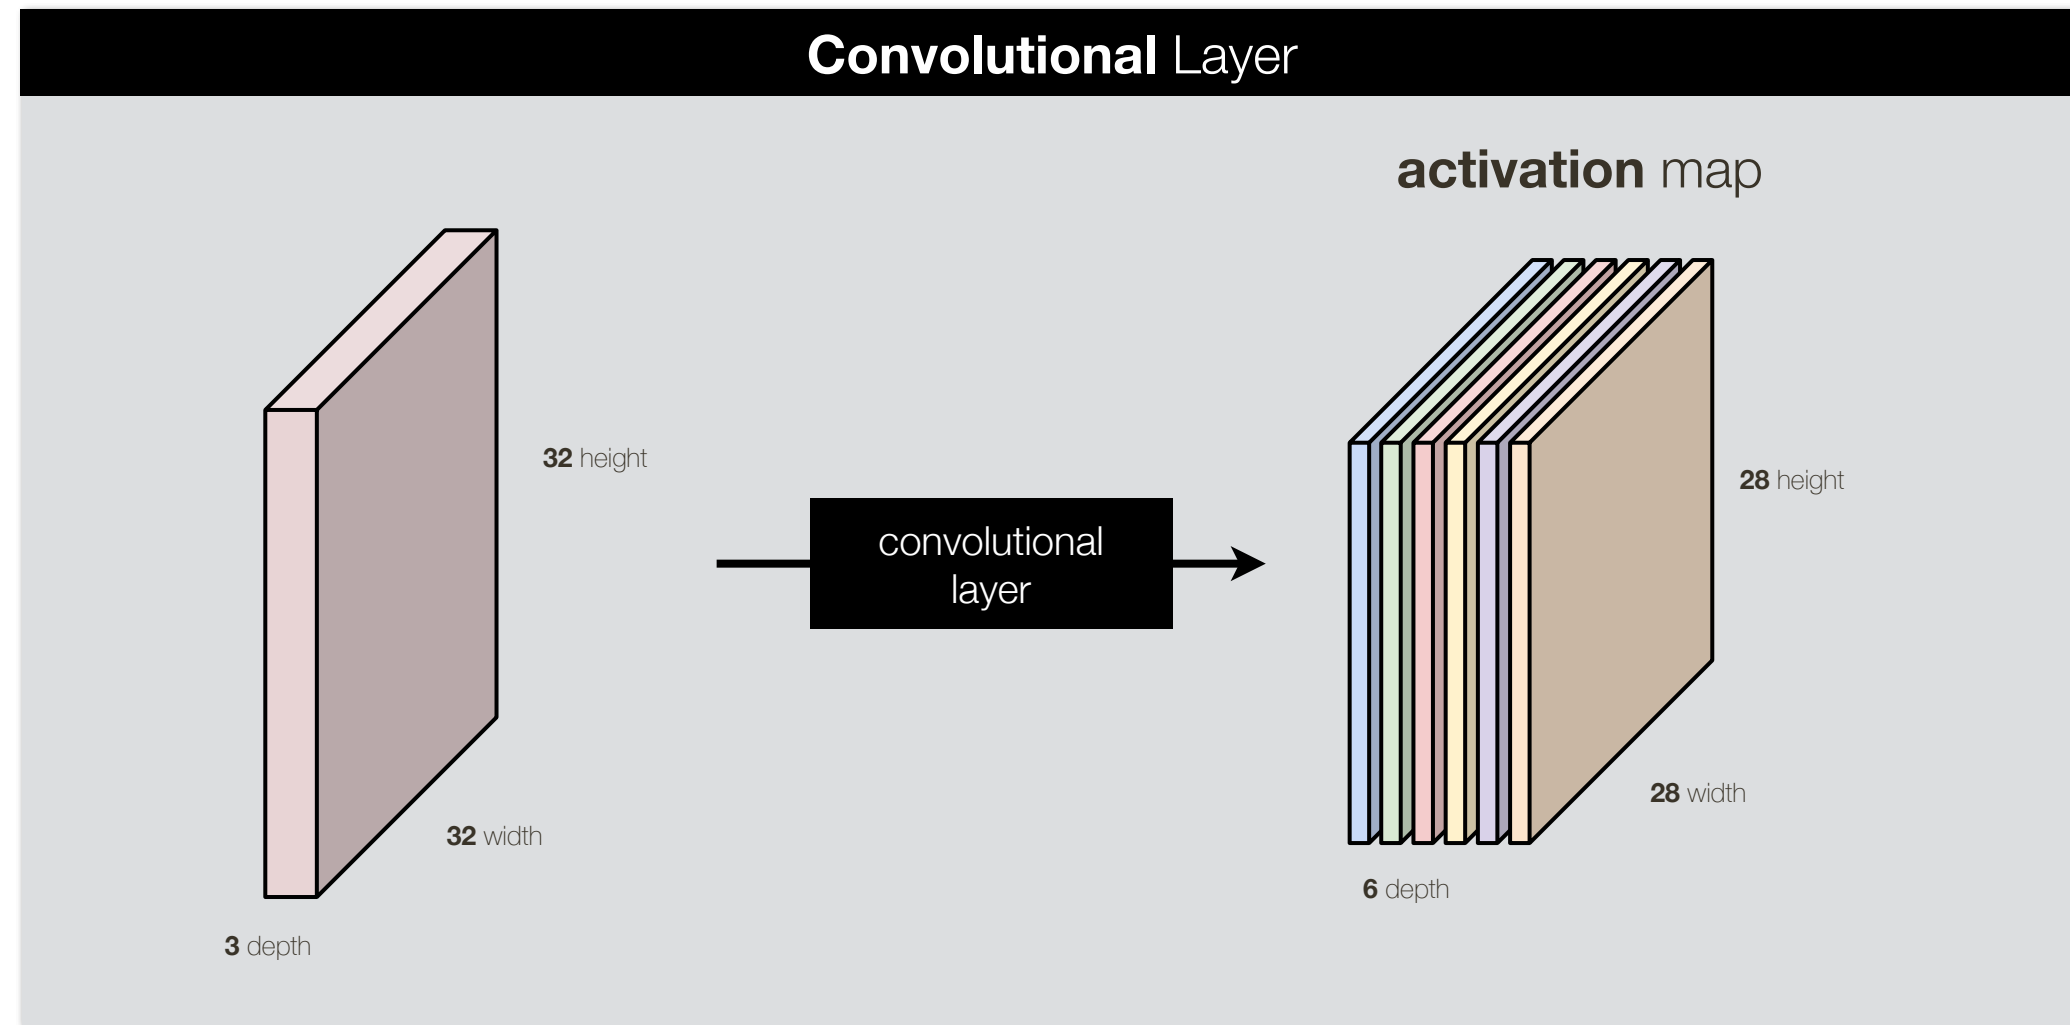 Convolutional Layer
activation map
32 height
32 width
3 depth
convolutional
layer
28 height
28 width
6 depth